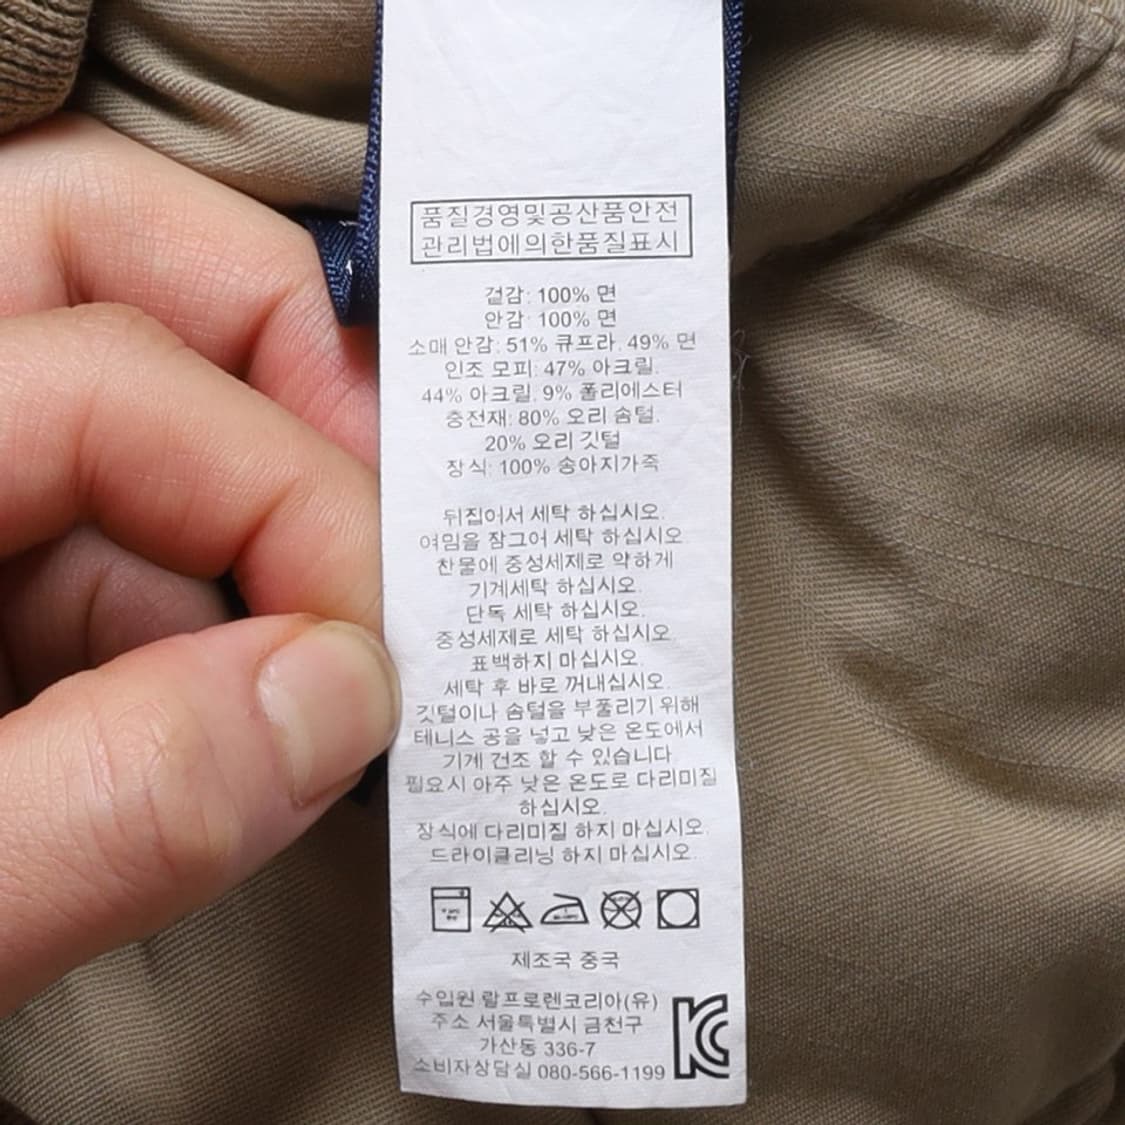 품질경영및공산품안전
관리법에의한품질표시
겉감: 100% 면
안감: 100% 면
소매 안감: 51% 큐프라, 49% 면
인조 모피: 47% 아크릴,
44% 아크릴, 9% 폴리에스터
충전재: 80% 오리 솜털,
20% 오리 깃털
장식: 100% 송아지가죽
뒤집어서 세탁 하십시오.
여밈을 잠그어 세탁 하십시오.
찬물에 중성세제로 약하게
기계세탁 하십시오.
단독 세탁 하십시오.
중성세제로 세탁 하십시오.
표백하지 마십시오.
세탁 후 바로 꺼내십시오.
깃털이나 솜털을 부풀리기 위해
테니스 공을 넣고 낮은 온도에서
기계 건조 할 수 있습니다.
필요시 아주 낮은 온도로 다리미질
하십시오.
장식에 다리미질 하지 마십시오.
드라이클리닝 하지 마십시오.
제조국 중국
수입원 랄프로렌코리아(유)
주소 서울특별시 금천구
가산동 336-7
소비자상담실 080-566-1199
KC